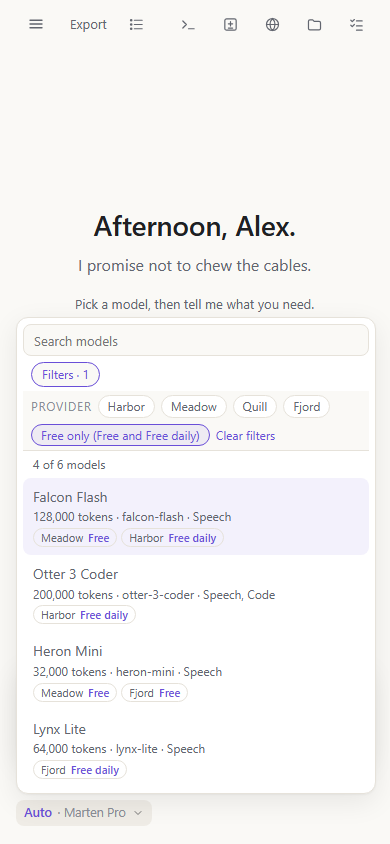 Export
Afternoon, Alex.
I promise not to chew the cables.
Pick a model, then tell me what you need.
Search models
Filters · 1
PROVIDER Harbor Meadow Quill Fjord
Free only (Free and Free daily) Clear filters
4 of 6 models
Falcon Flash
128,000 tokens · falcon-flash · Speech
Meadow Free Harbor Free daily
Otter 3 Coder
200,000 tokens · otter-3-coder · Speech, Code
Harbor Free daily
Heron Mini
32,000 tokens · heron-mini · Speech
Meadow Free Fjord Free
Lynx Lite
64,000 tokens · lynx-lite · Speech
Fjord Free daily
Auto · Marten Pro